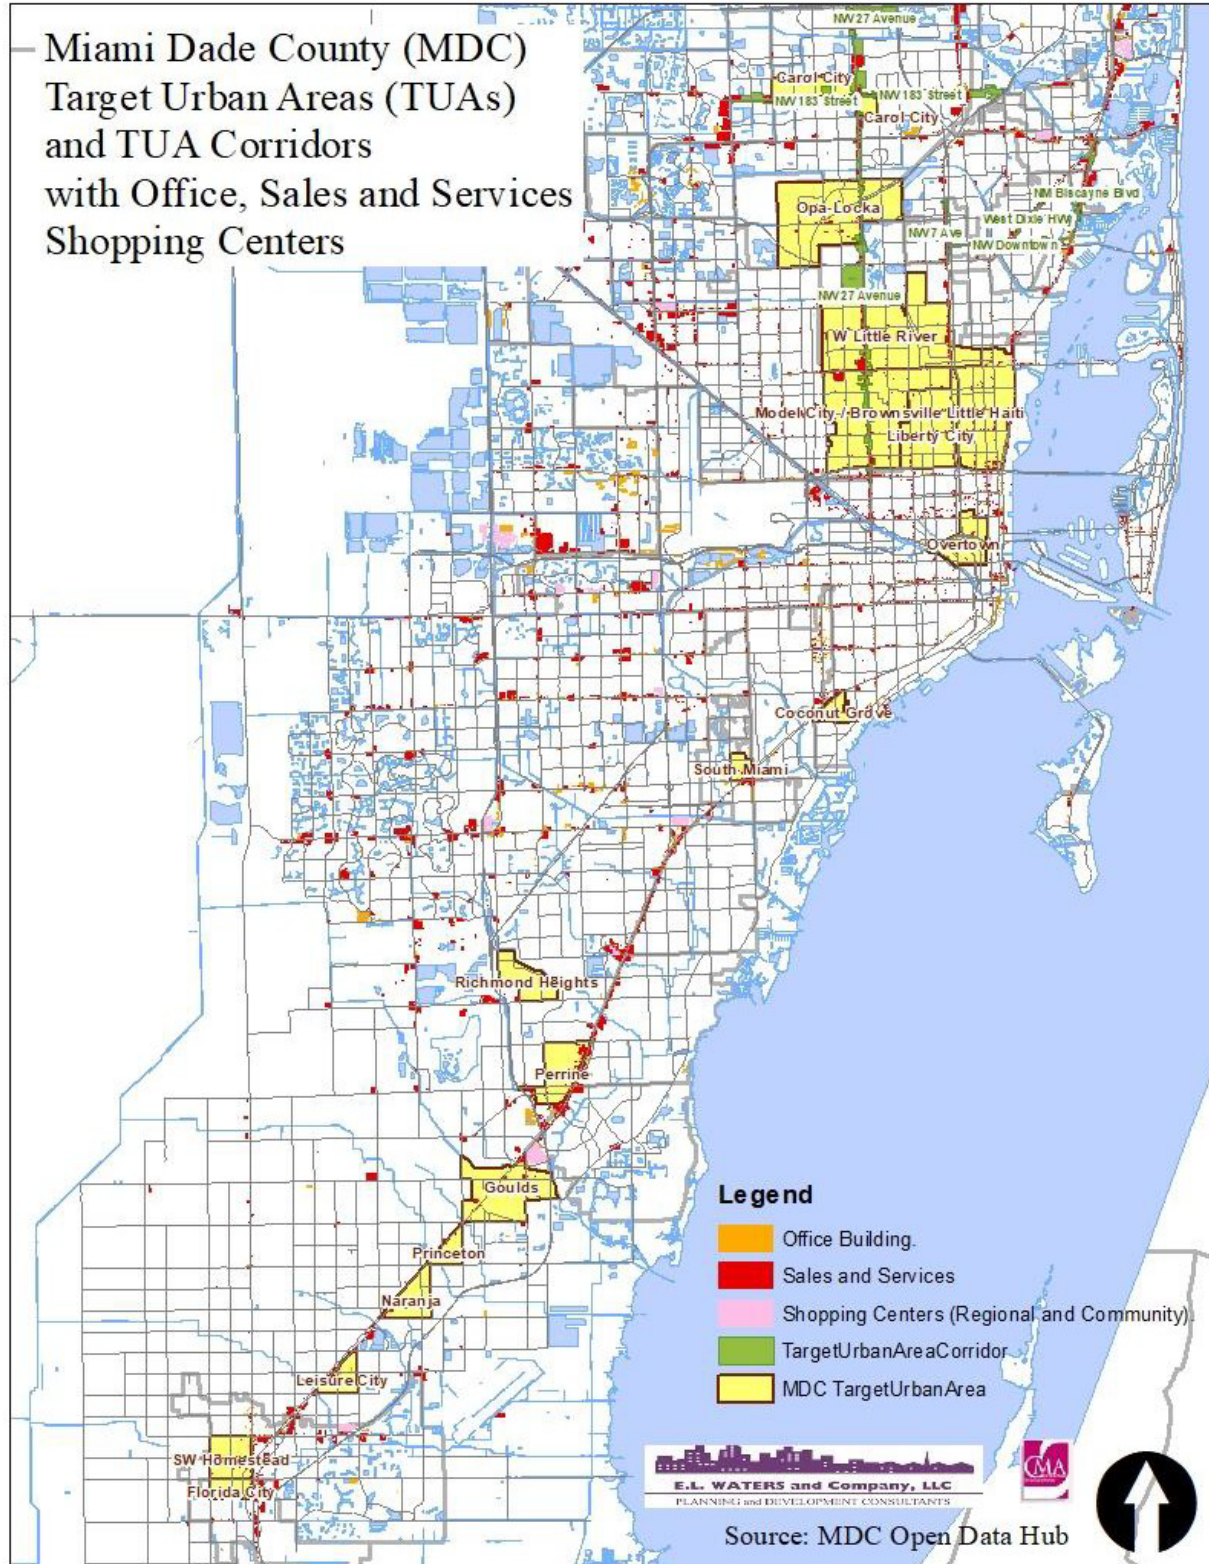 Miami Dade County (MDC)
Target Urban Areas (TUAs)
and TUA Corridors
with Office, Sales and Services
Shopping Centers
NW 27 Avenue
Carol City
NW 183 Street
NW 183 Street
Carol City
Opa-Locka
NM Biscayne Blvd
West Dixie HWy
NW 7 Ave
NW Downtown
NW 27 Avenue
W Little River
Model City / Brownsville Little Haiti
Liberty City
Overtown
Coconut Grove
South Miami
Richmond Heights
Perrine
Goulds
Princeton
Naranja
Leisure City
SW Homestead
Florida City
Legend
Office Building.
Sales and Services
Shopping Centers (Regional and Community).
TargetUrbanAreaCorridor
MDC TargetUrbanArea
E.L. WATERS and Company, LLC
PLANNING and DEVELOPMENT CONSULTANTS
CMA
Source: MDC Open Data Hub